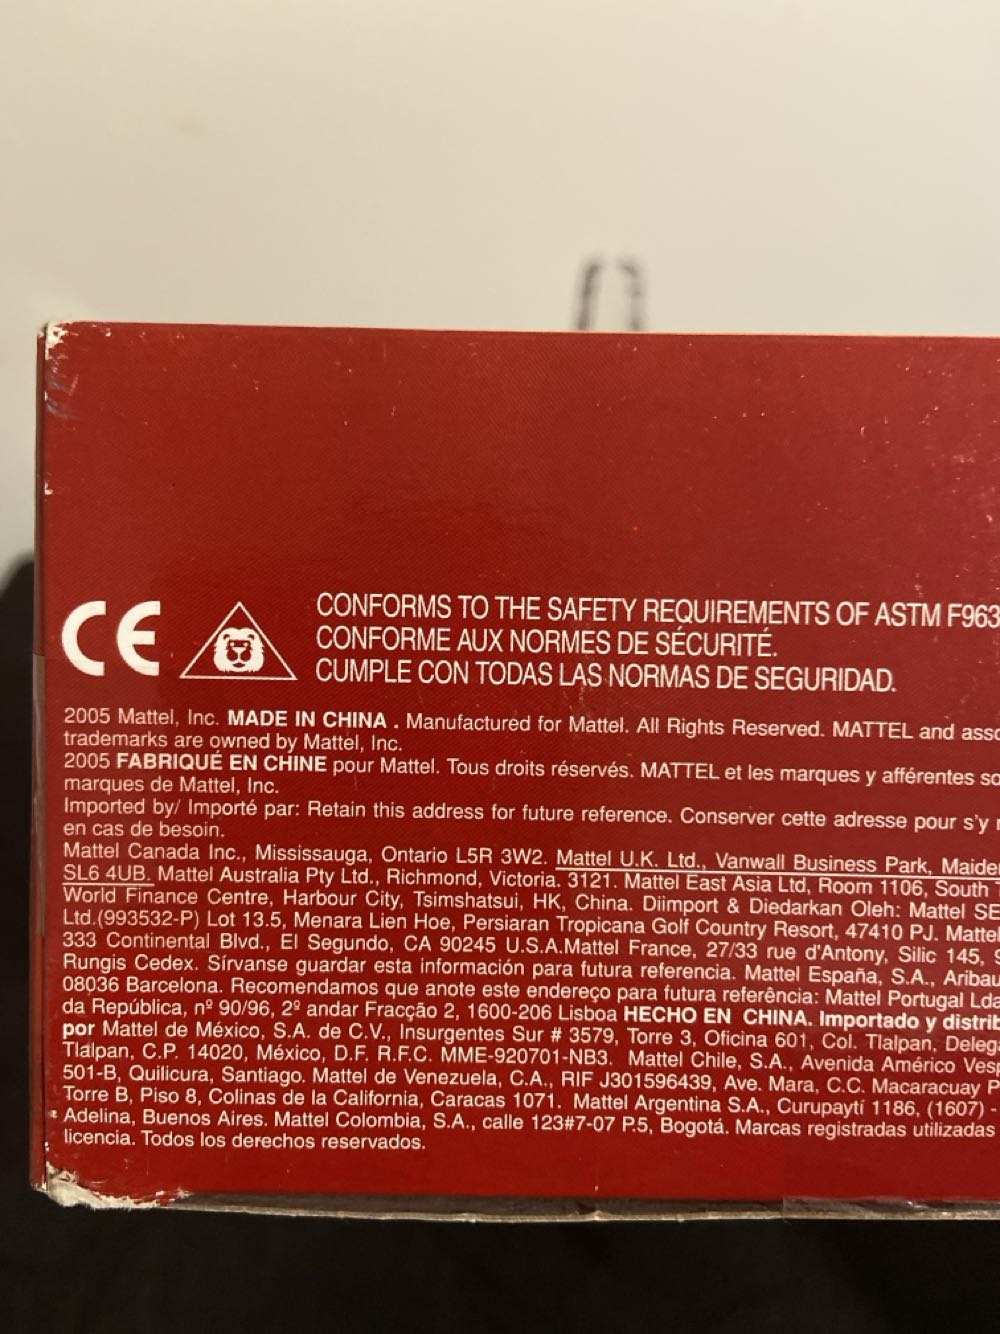 CE
CONFORMS TO THE SAFETY REQUIREMENTS OF ASTM F963
CONFORME AUX NORMES DE SÉCURITÉ.
CUMPLE CON TODAS LAS NORMAS DE SEGURIDAD.
2005 Mattel, Inc. MADE IN CHINA . Manufactured for Mattel. All Rights Reserved. MATTEL and asso
trademarks are owned by Mattel, Inc.
2005 FABRIQUÉ EN CHINE pour Mattel. Tous droits réservés. MATTEL et les marques y afférentes so
marques de Mattel, Inc.
Imported by/ Importé par: Retain this address for future reference. Conserver cette adresse pour s'y r
en cas de besoin.
Mattel Canada Inc., Mississauga, Ontario L5R 3W2. Mattel U.K. Ltd., Vanwall Business Park, Maiden
SL6 4UB. Mattel Australia Pty Ltd., Richmond, Victoria. 3121. Mattel East Asia Ltd, Room 1106, South T
World Finance Centre, Harbour City, Tsimshatsui, HK, China. Diimport & Diedarkan Oleh: Mattel SE
Ltd.(993532-P) Lot 13.5, Menara Lien Hoe, Persiaran Tropicana Golf Country Resort, 47410 PJ. Mattel
333 Continental Blvd., El Segundo, CA 90245 U.S.A.Mattel France, 27/33 rue d'Antony, Silic 145, 9
Rungis Cedex. Sírvanse guardar esta información para futura referencia. Mattel España, S.A., Aribau
08036 Barcelona. Recomendamos que anote este endereço para futura referência: Mattel Portugal Lda
da República, nº 90/96, 2º andar Fracção 2, 1600-206 Lisboa HECHO EN CHINA. Importado y distrib
por Mattel de México, S.A. de C.V., Insurgentes Sur # 3579, Torre 3, Oficina 601, Col. Tlalpan, Delega
Tlalpan, C.P. 14020, México, D.F. R.F.C. MME-920701-NB3. Mattel Chile, S.A., Avenida Américo Vesp
501-B, Quilicura, Santiago. Mattel de Venezuela, C.A., RIF J301596439, Ave. Mara, C.C. Macaracuay P
Torre B, Piso 8, Colinas de la California, Caracas 1071. Mattel Argentina S.A., Curupaytí 1186, (1607) -
Adelina, Buenos Aires. Mattel Colombia, S.A., calle 123#7-07 P.5, Bogotá. Marcas registradas utilizadas
licencia. Todos los derechos reservados.